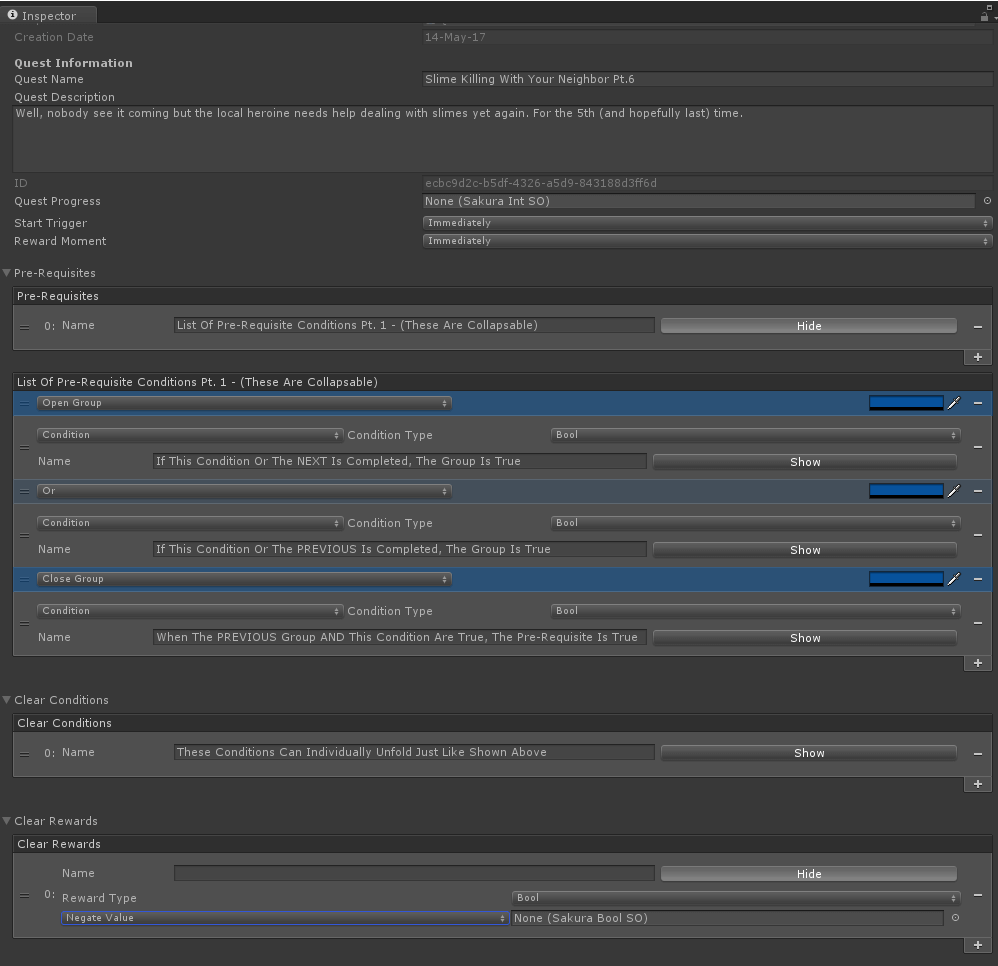 Inspector
Creation Date 14-May-17
Quest Information
Quest Name Slime Killing With Your Neighbor Pt.6
Quest Description
Well, nobody see it coming but the local heroine needs help dealing with slimes yet again. For the 5th (and hopefully last) time.
ID ecbc9d2c-b5df-4326-a5d9-843188d3ff6d
Quest Progress None (Sakura Int SO)
Start Trigger Immediately
Reward Moment Immediately
Pre-Requisites
Pre-Requisites
0: Name List Of Pre-Requisite Conditions Pt. 1 - (These Are Collapsable) Hide
List Of Pre-Requisite Conditions Pt. 1 - (These Are Collapsable)
Open Group
Condition Condition Type Bool
Name If This Condition Or The NEXT Is Completed, The Group Is True Show
Or
Condition Condition Type Bool
Name If This Condition Or The PREVIOUS Is Completed, The Group Is True Show
Close Group
Condition Condition Type Bool
Name When The PREVIOUS Group AND This Condition Are True, The Pre-Requisite Is True Show
Clear Conditions
Clear Conditions
0: Name These Conditions Can Individually Unfold Just Like Shown Above Show
Clear Rewards
Clear Rewards
Name Hide
0: Reward Type Bool
Negate Value None (Sakura Bool SO)